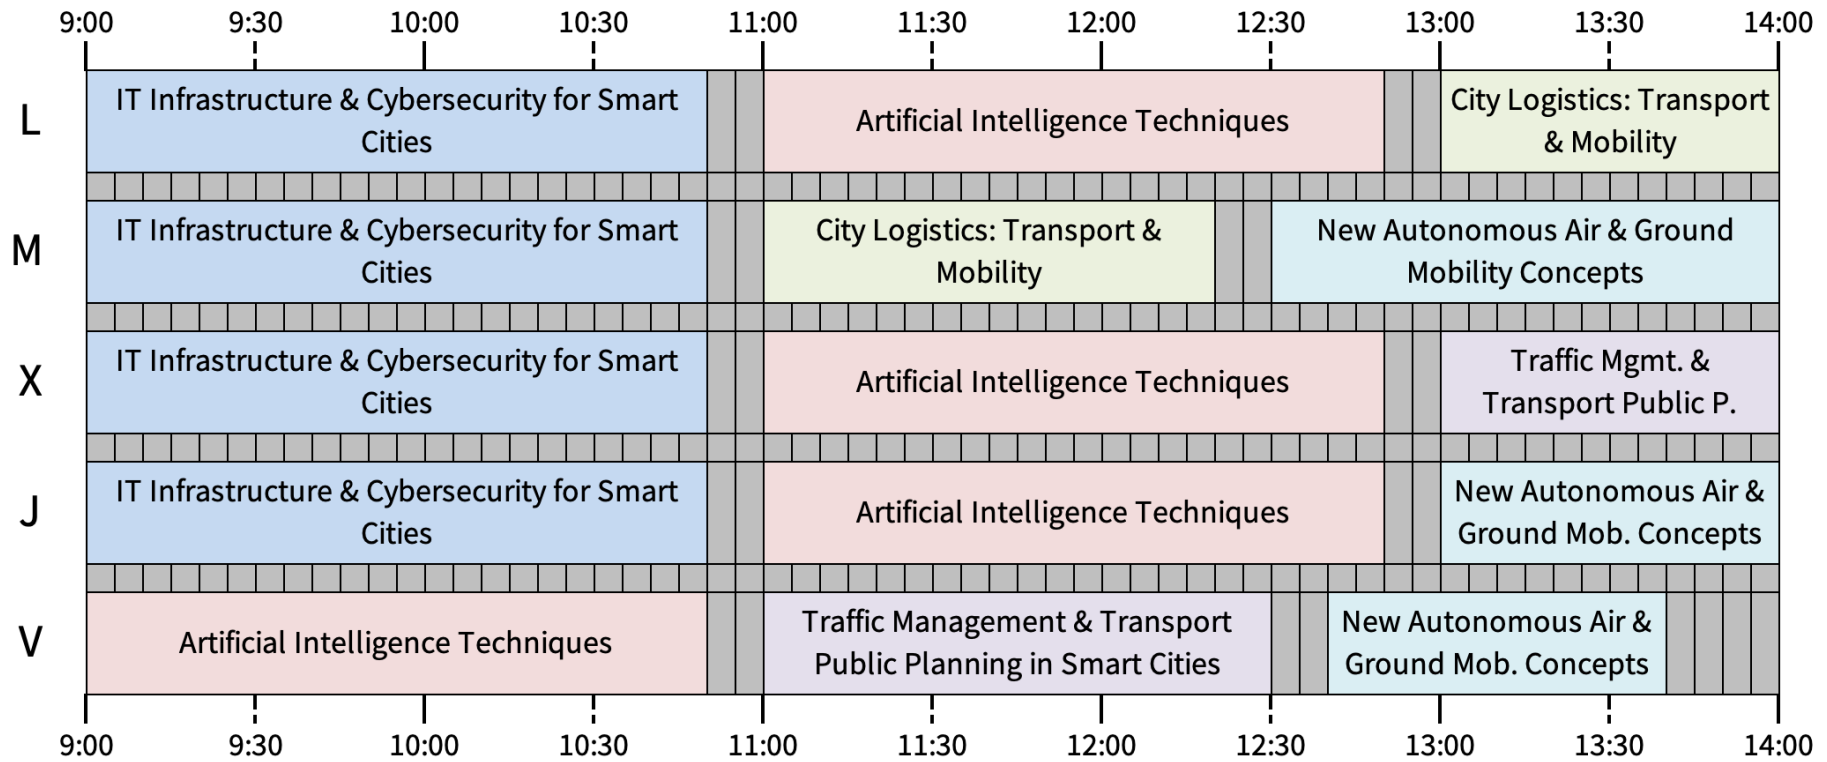 9:00 9:30 10:00 10:30 11:00 11:30 12:00 12:30 13:00 13:30 14:00
L
IT Infrastructure & Cybersecurity for Smart
Cities
Artificial Intelligence Techniques
City Logistics: Transport
& Mobility
M
IT Infrastructure & Cybersecurity for Smart
Cities
City Logistics: Transport &
Mobility
New Autonomous Air & Ground
Mobility Concepts
X
IT Infrastructure & Cybersecurity for Smart
Cities
Artificial Intelligence Techniques
Traffic Mgmt. &
Transport Public P.
J
IT Infrastructure & Cybersecurity for Smart
Cities
Artificial Intelligence Techniques
New Autonomous Air &
Ground Mob. Concepts
V
Artificial Intelligence Techniques
Traffic Management & Transport
Public Planning in Smart Cities
New Autonomous Air &
Ground Mob. Concepts
9:00 9:30 10:00 10:30 11:00 11:30 12:00 12:30 13:00 13:30 14:00